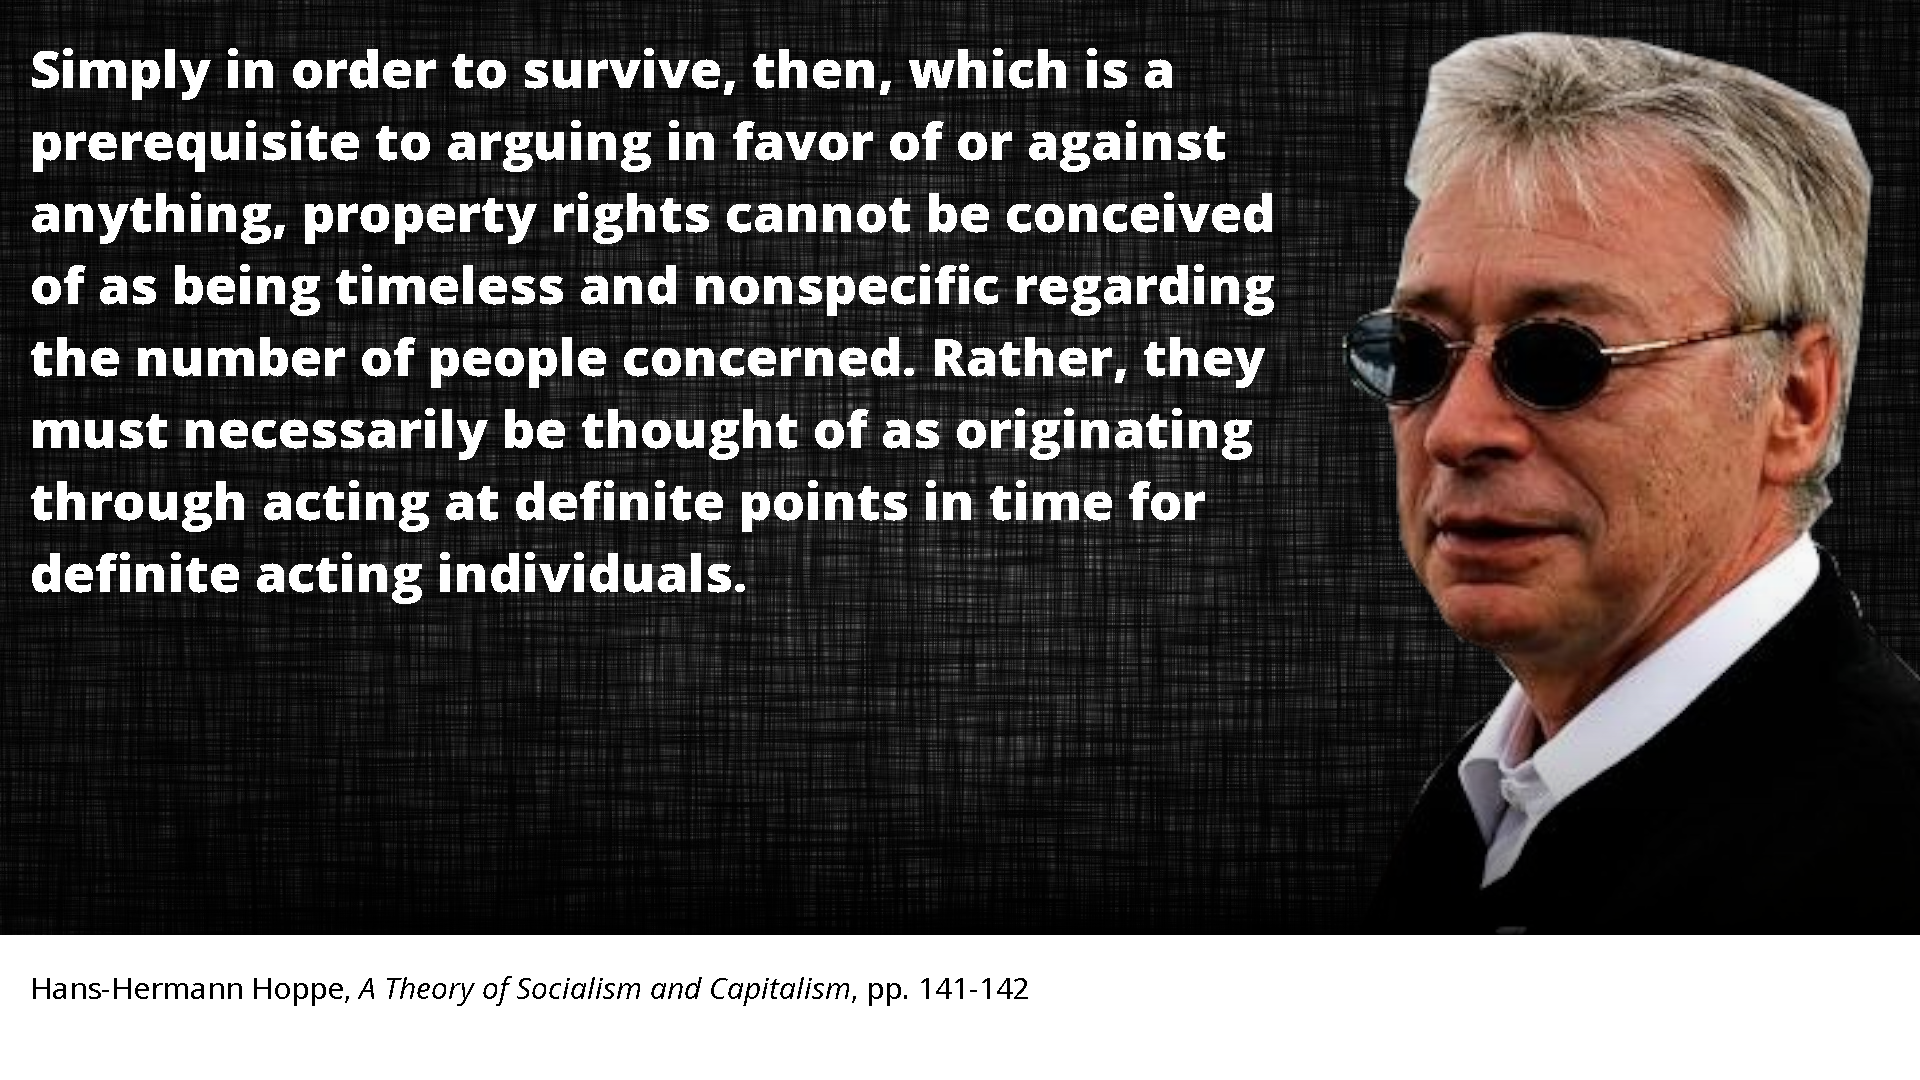 Simply in order to survive, then, which is a
prerequisite to arguing in favor of or against
anything, property rights cannot be conceived
of as being timeless and nonspecific regarding
the number of people concerned. Rather, they
must necessarily be thought of as originating
through acting at definite points in time for
definite acting individuals.
Hans-Hermann Hoppe, A Theory of Socialism and Capitalism, pp. 141-142